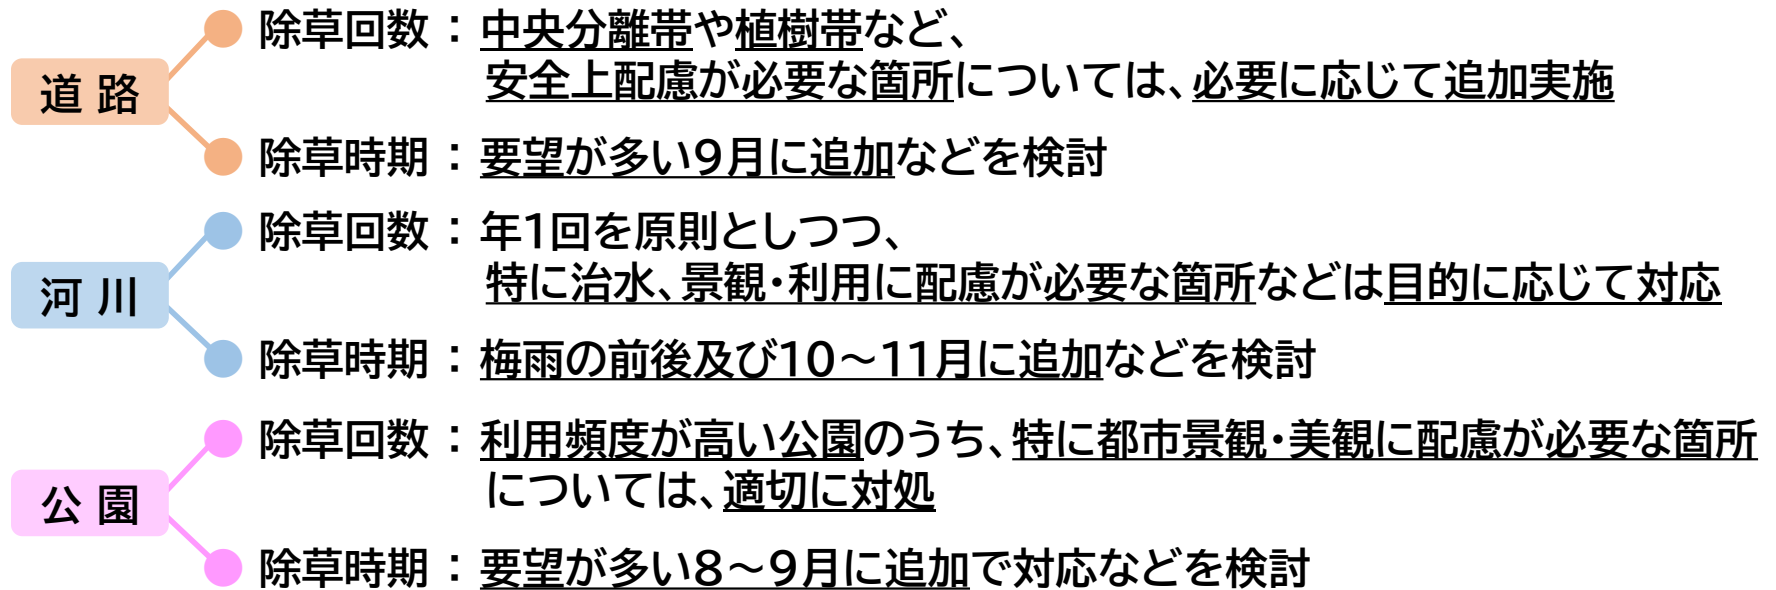 道路
除草回数：中央分離帯や植樹帯など、
安全上配慮が必要な箇所については、必要に応じて追加実施
除草時期：要望が多い9月に追加などを検討
河川
除草回数：年1回を原則としつつ、
特に治水、景観・利用に配慮が必要な箇所などは目的に応じて対応
除草時期：梅雨の前後及び10～11月に追加などを検討
公園
除草回数：利用頻度が高い公園のうち、特に都市景観・美観に配慮が必要な箇所
については、適切に対処
除草時期：要望が多い8～9月に追加で対応などを検討